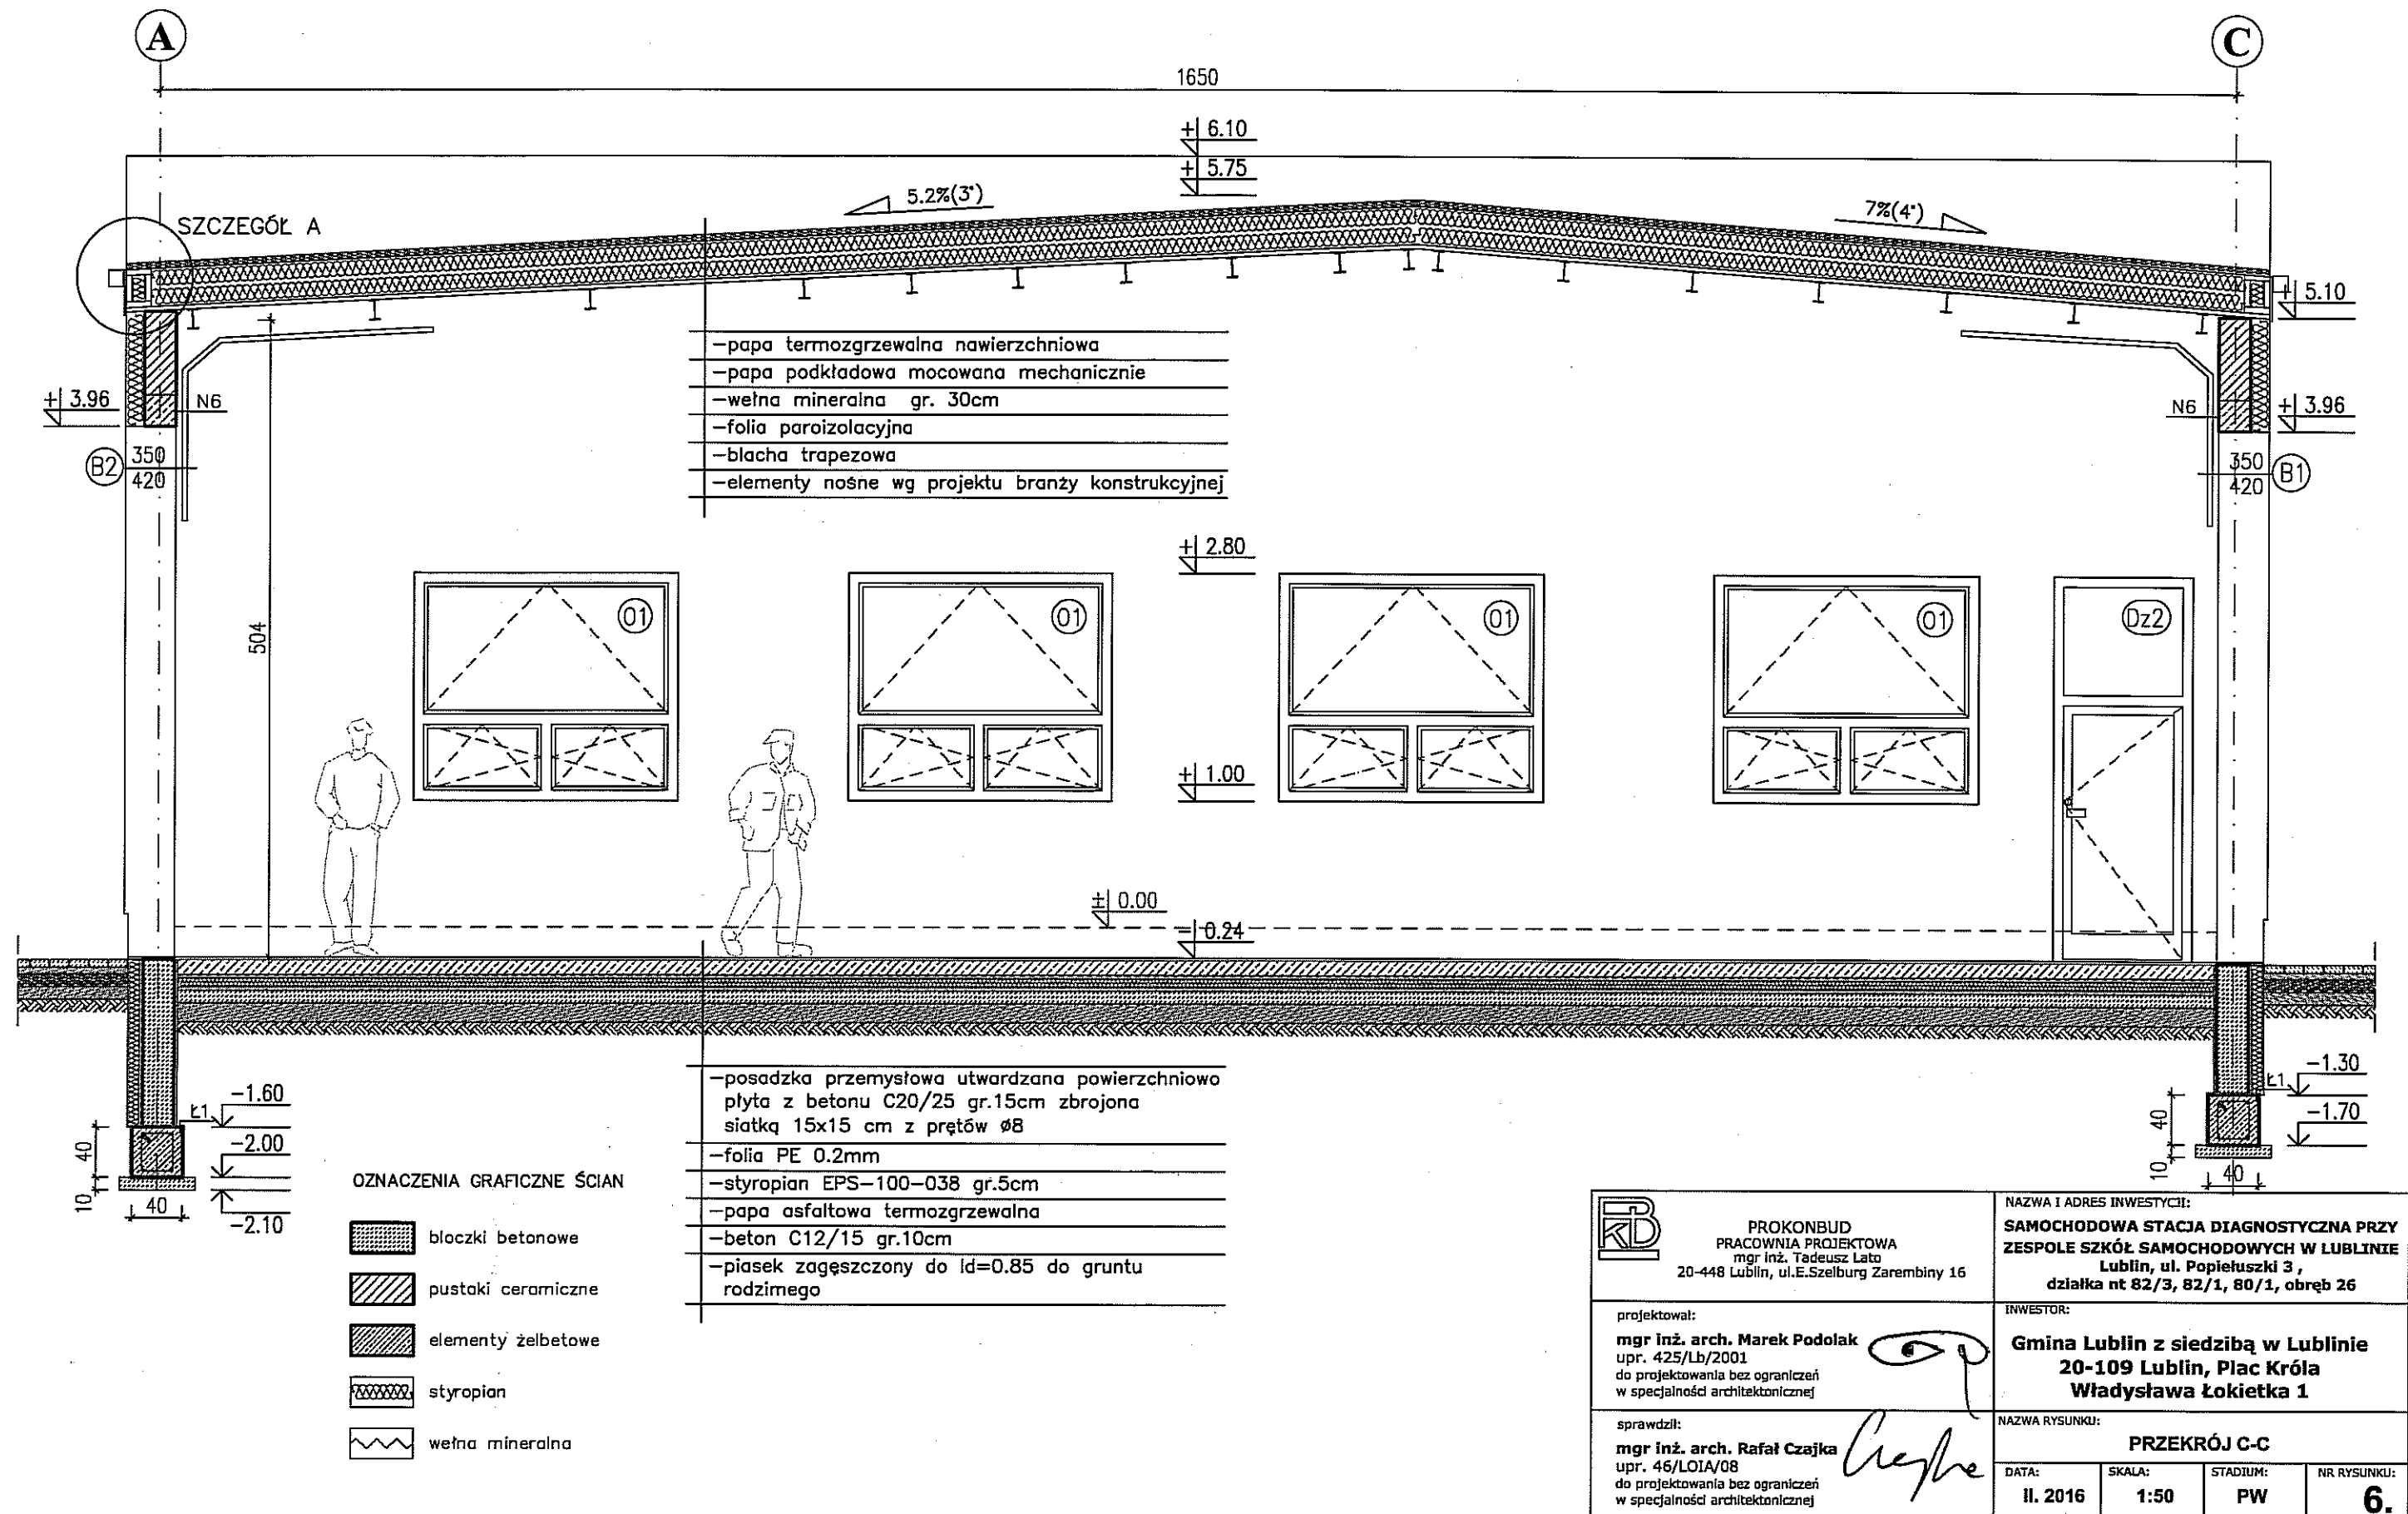 A
C
1650
+ 6.10
+ 5.75
5.2%(3°)
7%(4°)
SZCZEGÓŁ A
+ 5.10
-papa termozgrzewalna nawierzchniowa
-papa podkładowa mocowana mechanicznie
-wełna mineralna gr. 30cm
-folia paroizolacyjna
-blacha trapezowa
-elementy nośne wg projektu branży konstrukcyjnej
+ 3.96
N6
N6
+ 3.96
B2
350
420
350
420
B1
+ 2.80
01
01
01
01
Dz2
504
+ 1.00
± 0.00
- 0.24
-posadzka przemysłowa utwardzana powierzchniowo
płyta z betonu C20/25 gr.15cm zbrojona
siatką 15x15 cm z prętów ø8
-folia PE 0.2mm
-styropian EPS-100-038 gr.5cm
-papa asfaltowa termozgrzewalna
-beton C12/15 gr.10cm
-piasek zagęszczony do Id=0.85 do gruntu
rodzimego
-1.60
Ł1
-2.00
40
10
40
-2.10
-1.30
Ł1
-1.70
40
10
40
OZNACZENIA GRAFICZNE ŚCIAN
bloczki betonowe
pustaki ceramiczne
elementy żelbetowe
styropian
wełna mineralna
PROKONBUD
PRACOWNIA PROJEKTOWA
mgr inż. Tadeusz Lato
20-448 Lublin, ul.E.Szelburg Zarembiny 16
NAZWA I ADRES INWESTYCJI:
SAMOCHODOWA STACJA DIAGNOSTYCZNA PRZY
ZESPOLE SZKÓŁ SAMOCHODOWYCH W LUBLINIE
Lublin, ul. Popiełuszki 3 ,
działka nt 82/3, 82/1, 80/1, obręb 26
projektował:
mgr inż. arch. Marek Podolak
upr. 425/Lb/2001
do projektowania bez ograniczeń
w specjalności architektonicznej
INWESTOR:
Gmina Lublin z siedzibą w Lublinie
20-109 Lublin, Plac Króla
Władysława Łokietka 1
sprawdził:
mgr inż. arch. Rafał Czajka
upr. 46/LOIA/08
do projektowania bez ograniczeń
w specjalności architektonicznej
NAZWA RYSUNKU:
PRZEKRÓJ C-C
DATA:
II. 2016
SKALA:
1:50
STADIUM:
PW
NR RYSUNKU:
6.